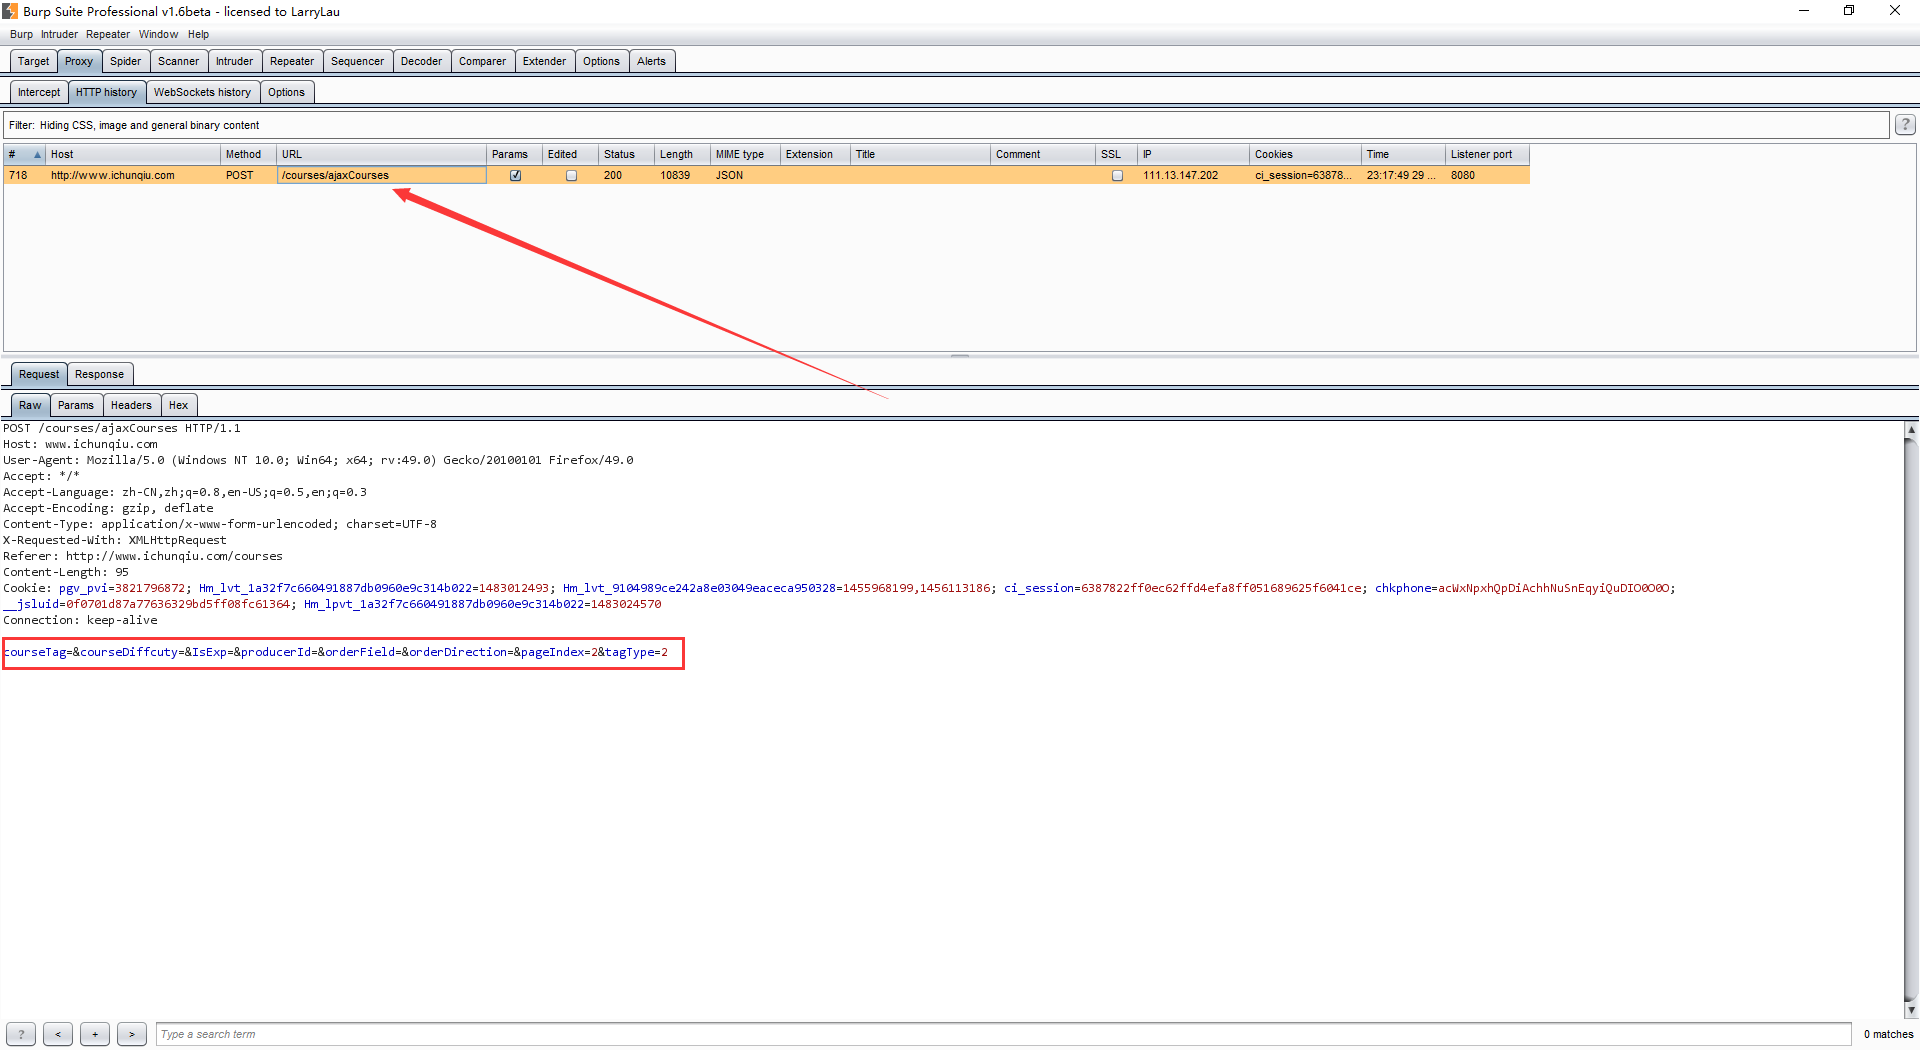 Burp Suite Professional v1.6beta - licensed to LarryLau
Burp Intruder Repeater Window Help
Target Proxy Spider Scanner Intruder Repeater Sequencer Decoder Comparer Extender Options Alerts
Intercept HTTP history WebSockets history Options
Filter: Hiding CSS, image and general binary content
?
# Host Method URL Params Edited Status Length MIME type Extension Title Comment SSL IP Cookies Time Listener port
718 http://www.ichunqiu.com POST /courses/ajaxCourses 200 10839 JSON 111.13.147.202 ci_session=63878... 23:17:49 29 ... 8080
Request Response
Raw Params Headers Hex
POST /courses/ajaxCourses HTTP/1.1
Host: www.ichunqiu.com
User-Agent: Mozilla/5.0 (Windows NT 10.0; Win64; x64; rv:49.0) Gecko/20100101 Firefox/49.0
Accept: */*
Accept-Language: zh-CN,zh;q=0.8,en-US;q=0.5,en;q=0.3
Accept-Encoding: gzip, deflate
Content-Type: application/x-www-form-urlencoded; charset=UTF-8
X-Requested-With: XMLHttpRequest
Referer: http://www.ichunqiu.com/courses
Content-Length: 95
Cookie: pgv_pvi=3821796872; Hm_lvt_1a32f7c660491887db0960e9c314b022=1483012493; Hm_lvt_9104989ce242a8e03049eaceca950328=1455968199,1456113186; ci_session=6387822ff0ec62ffd4efa8ff051689625f6041ce; chkphone=acWxNpxhQpDiAchhNuSnEqyiQuDIO0O0O;
__jsluid=0f0701d87a77636329bd5ff08fc61364; Hm_lpvt_1a32f7c660491887db0960e9c314b022=1483024570
Connection: keep-alive
courseTag=&courseDiffcuty=&IsExp=&producerId=&orderField=&orderDirection=&pageIndex=2&tagType=2
? < + > Type a search term 0 matches